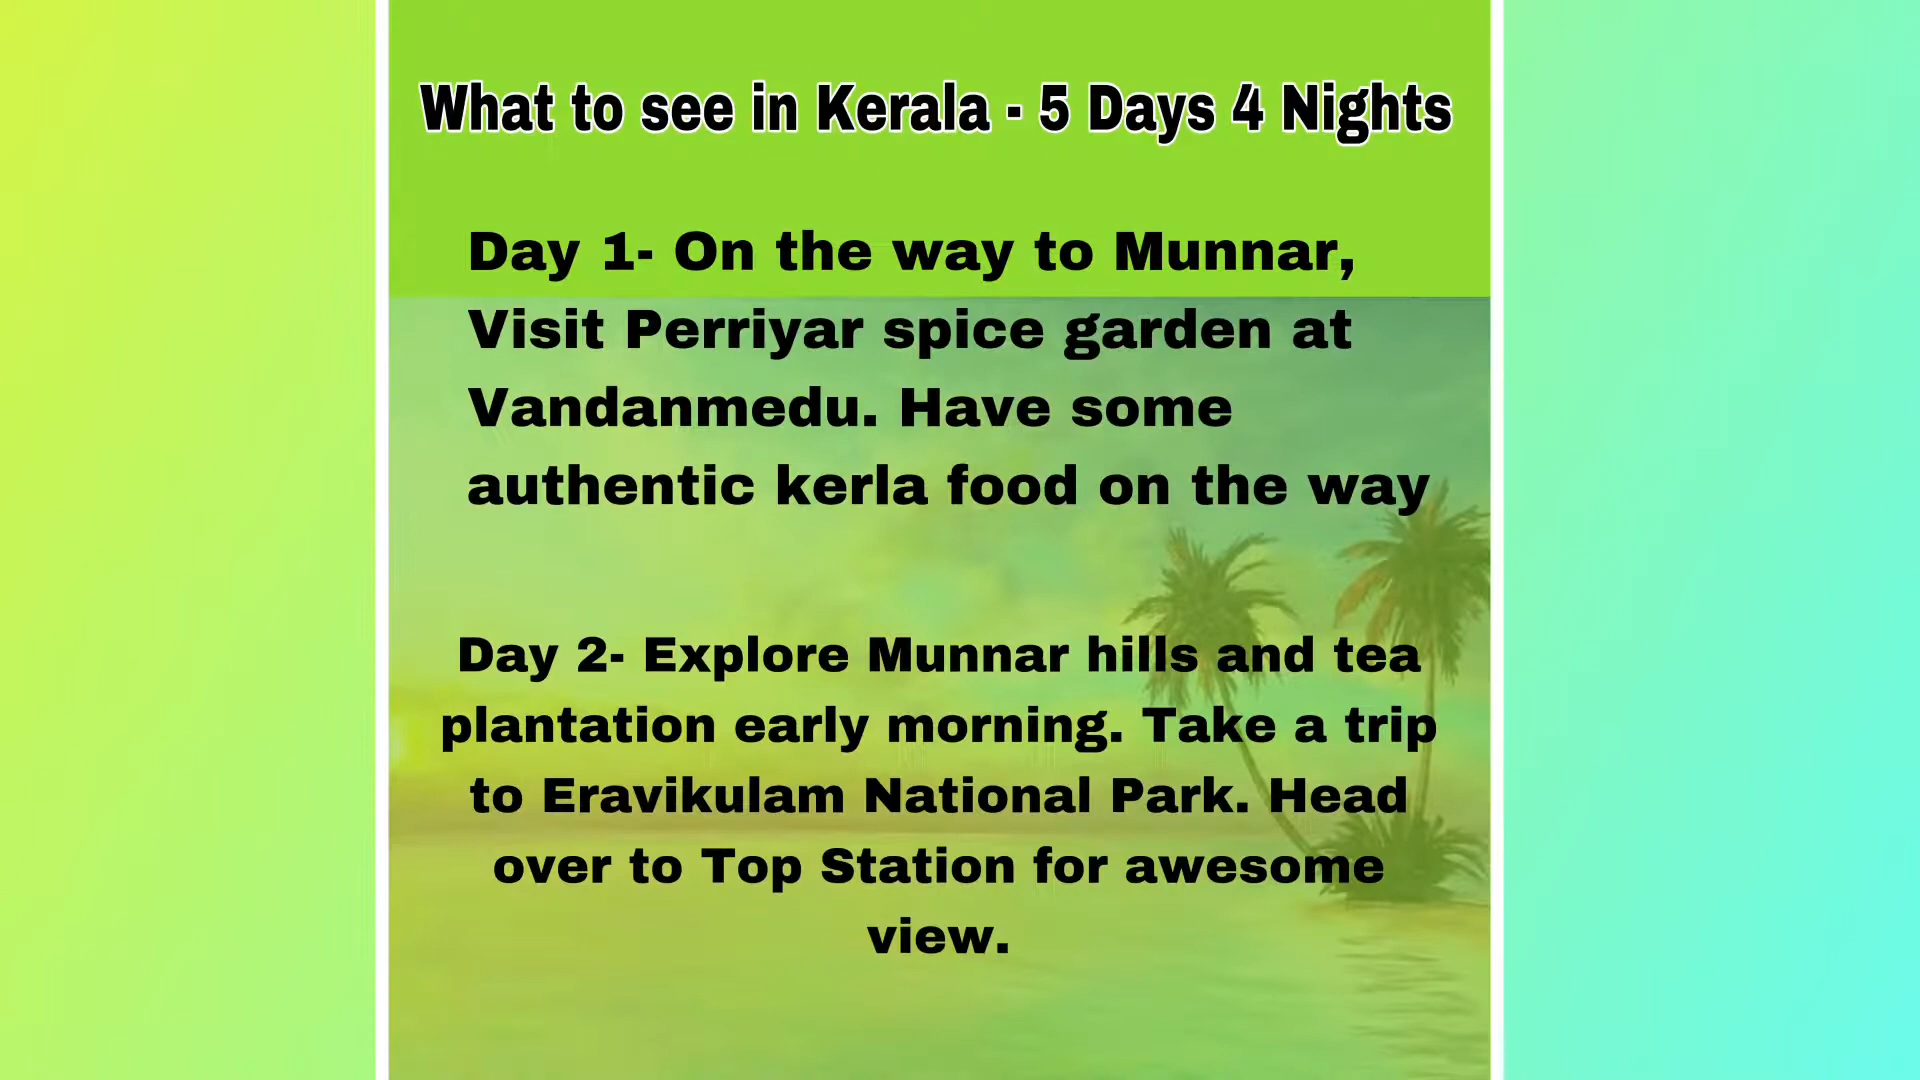 What to see in Kerala - 5 Days 4 Nights
Day 1- On the way to Munnar,
Visit Perriyar spice garden at
Vandanmedu. Have some
authentic kerla food on the way
Day 2- Explore Munnar hills and tea
plantation early morning. Take a trip
to Eravikulam National Park. Head
over to Top Station for awesome
view.